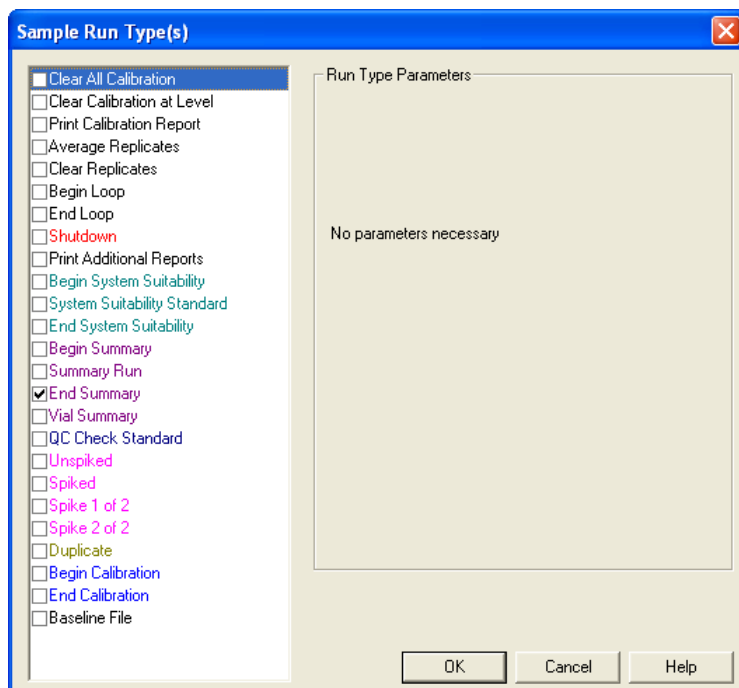 Sample Run Type(s)
Clear All Calibration
Clear Calibration at Level
Print Calibration Report
Average Replicates
Clear Replicates
Begin Loop
End Loop
Shutdown
Print Additional Reports
Begin System Suitability
System Suitability Standard
End System Suitability
Begin Summary
Summary Run
End Summary
Vial Summary
QC Check Standard
Unspiked
Spiked
Spike 1 of 2
Spike 2 of 2
Duplicate
Begin Calibration
End Calibration
Baseline File
Run Type Parameters
No parameters necessary
OK
Cancel
Help